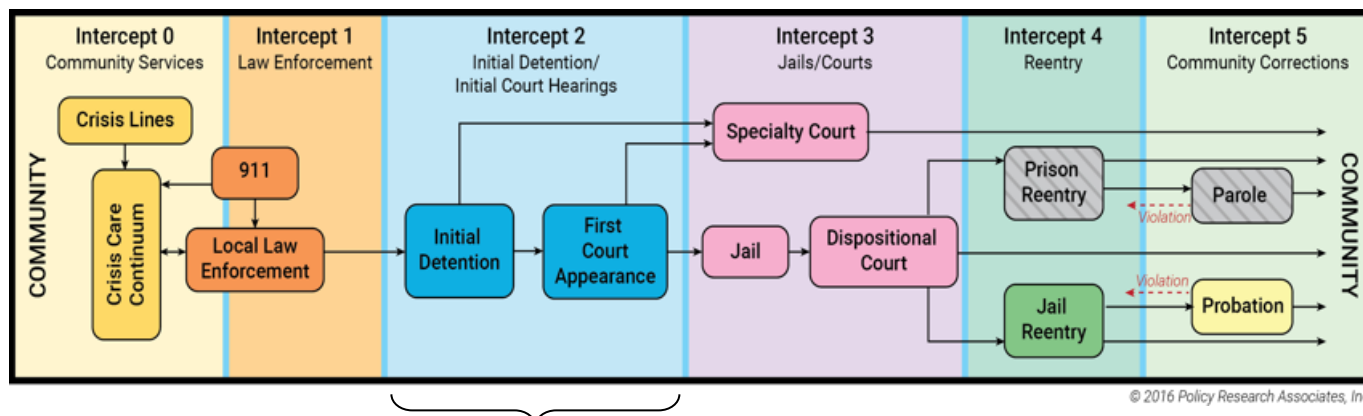 Intercept 0
Community Services
Intercept 1
Law Enforcement
Intercept 2
Initial Detention/
Initial Court Hearings
Intercept 3
Jails/Courts
Intercept 4
Reentry
Intercept 5
Community Corrections
COMMUNITY
Crisis Lines
Crisis Care
Continuum
911
Local Law
Enforcement
Initial
Detention
First
Court
Appearance
Specialty Court
Jail
Dispositional
Court
Prison
Reentry
Parole
Violation
Jail
Reentry
Probation
Violation
COMMUNITY
© 2016 Policy Research Associates, In